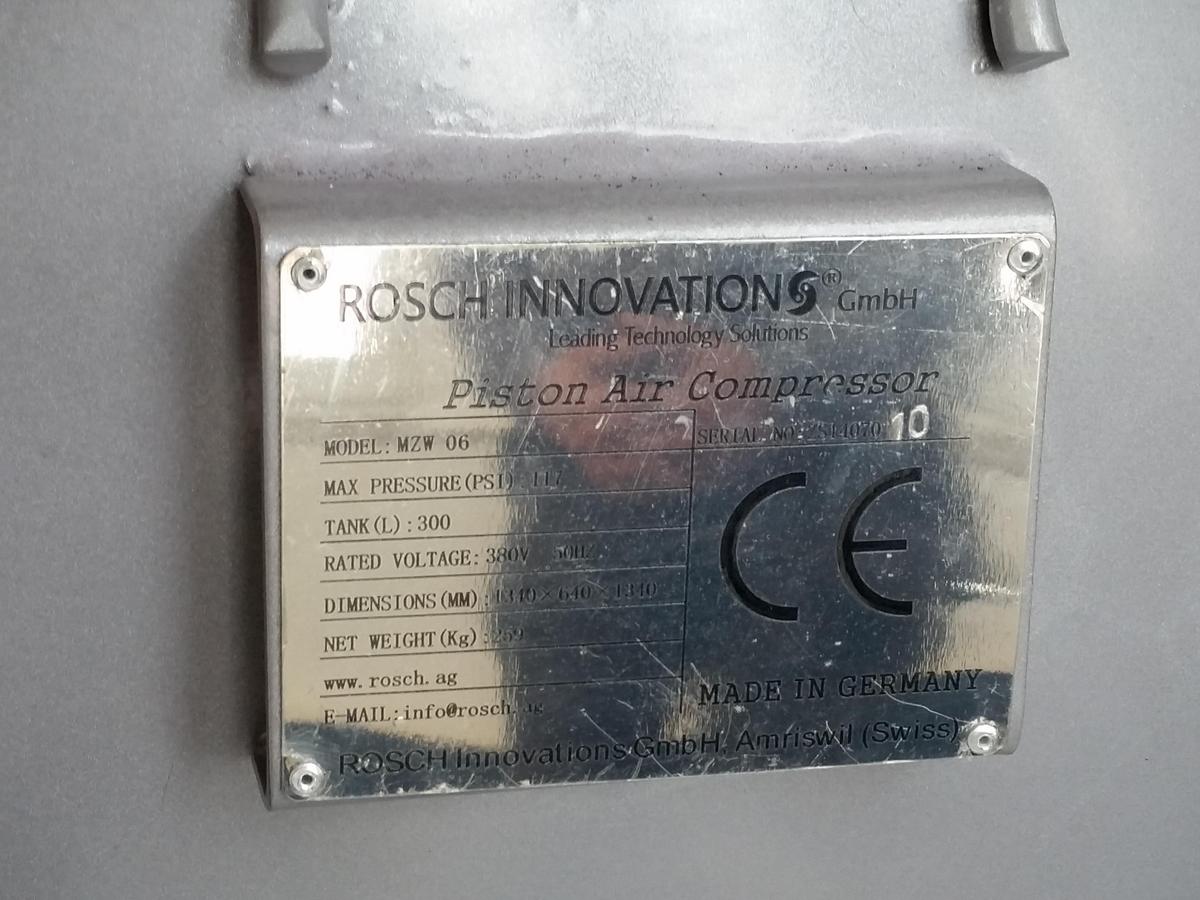 ROSCH INNOVATIONS® GmbH
Leading Technology Solutions
Piston Air Compressor
MODEL: MZW 06
SERIAL NO: 10
MAX PRESSURE(PSI): 117
TANK(L): 300
RATED VOLTAGE: 380V 50HZ
DIMENSIONS(MM): 1340×640×1340
NET WEIGHT(Kg): 259
www.rosch.ag
E-MAIL: info@rosch.ag
CE
MADE IN GERMANY
ROSCH Innovations GmbH, Amriswil (Swiss)